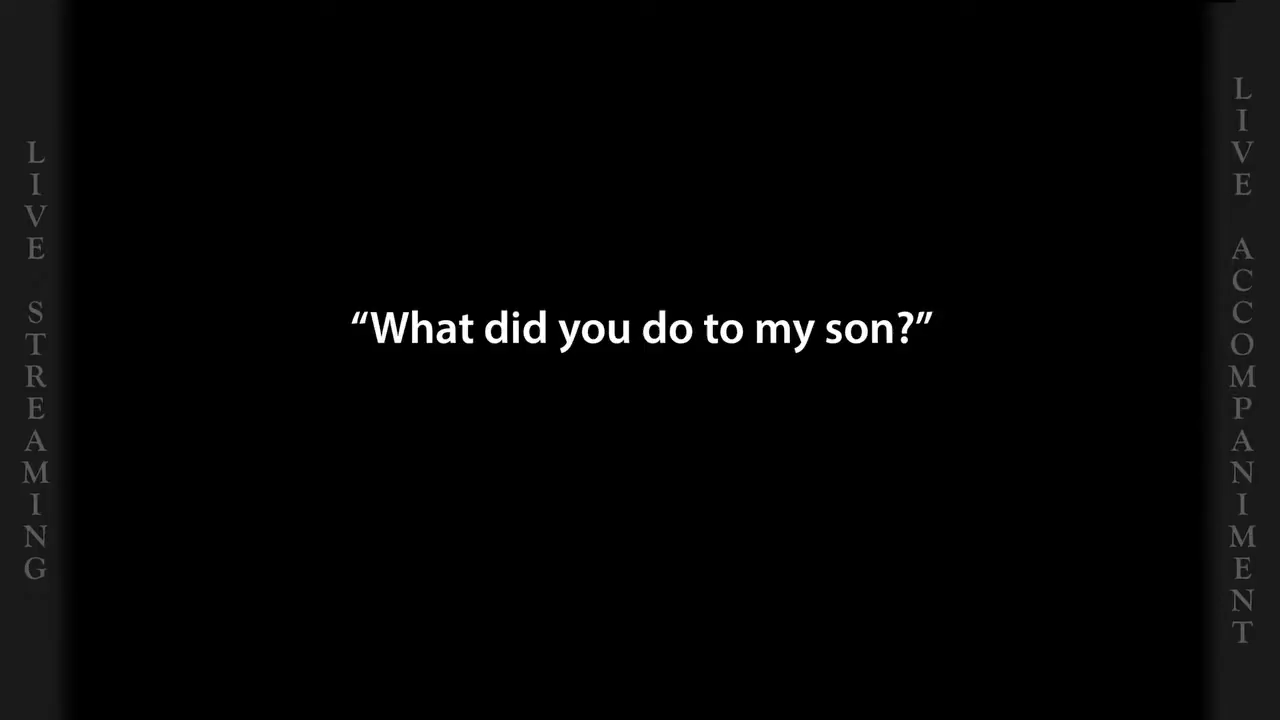 LIVE STREAMING
“What did you do to my son?”
LIVE ACCOMPANIMENT